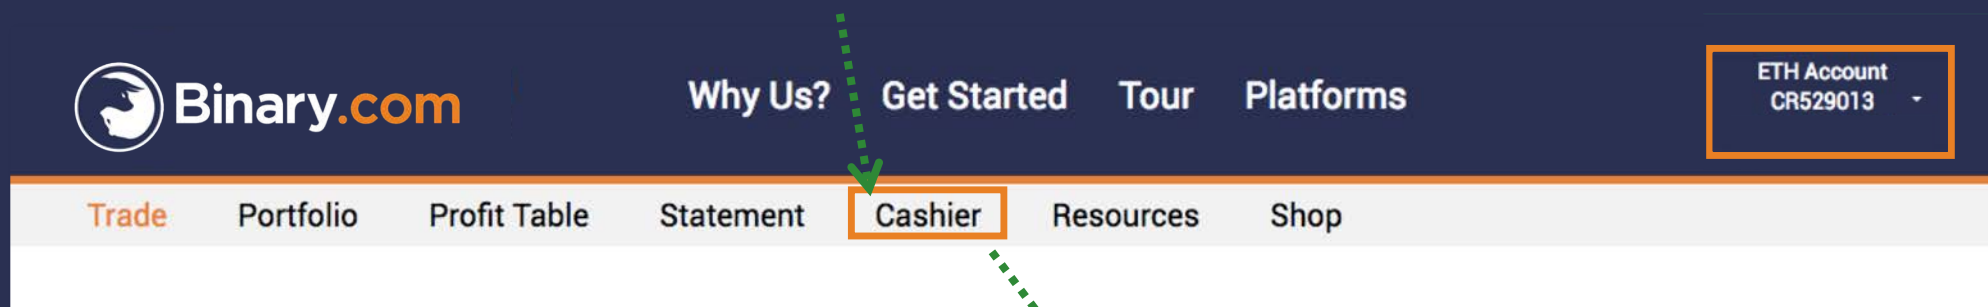 Binary.com Why Us? Get Started Tour Platforms ETH Account
CR529013
Trade Portfolio Profit Table Statement Cashier Resources Shop